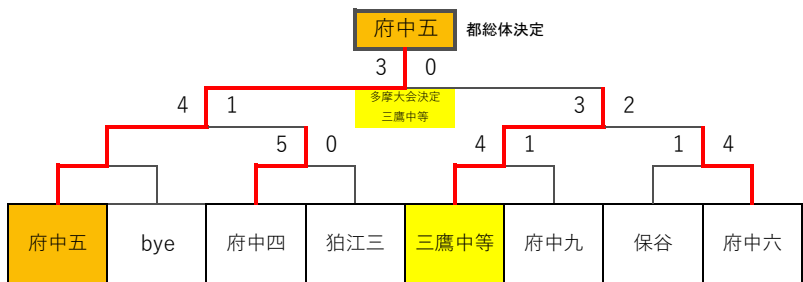 府中五
都総体決定
3 0
多摩大会決定
三鷹中等
4 1
3 2
5 0
4 1
1 4
府中五
bye
府中四
狛江三
三鷹中等
府中九
保谷
府中六